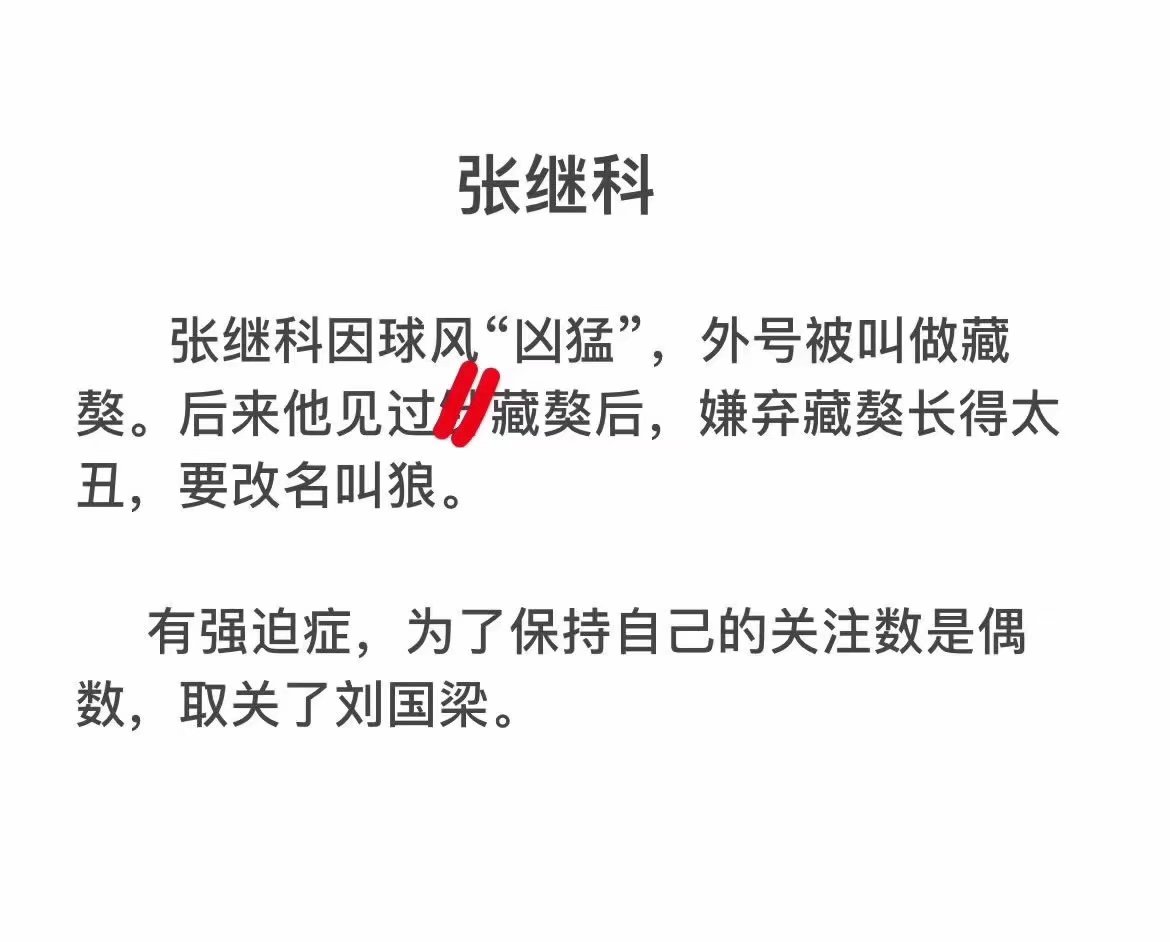 张继科
张继科因球风“凶猛”，外号被叫做藏
獒。后来他见过藏獒后，嫌弃藏獒长得太
丑，要改名叫狼。
有强迫症，为了保持自己的关注数是偶
数，取关了刘国梁。